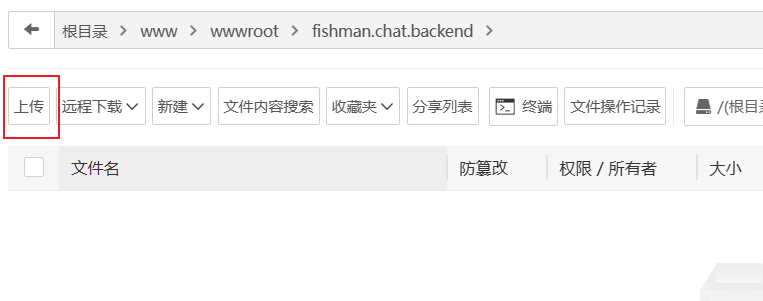 根目录 > www > wwwroot > fishman.chat.backend >
上传 远程下载 新建 文件内容搜索 收藏夹 分享列表 终端 文件操作记录 /(根目录
文件名 防篡改 权限 / 所有者 大小